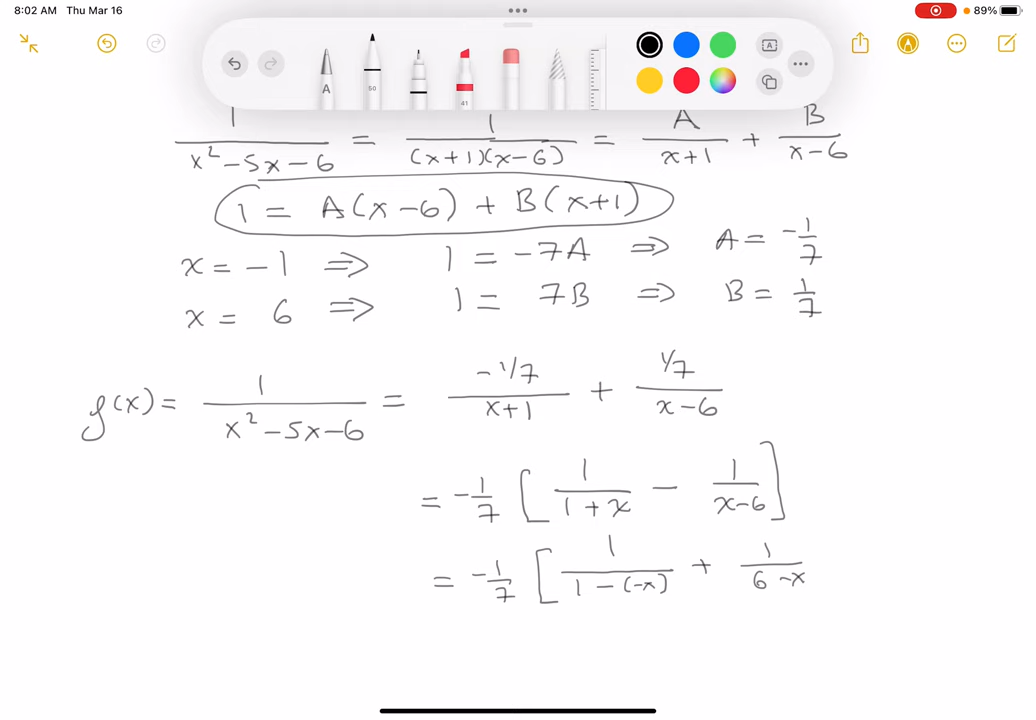 8:02 AM Thu Mar 16 89%
A 50 41 A
1/(x² - 5x - 6) = 1/((x+1)(x-6)) = A/(x+1) + B/(x-6)
1 = A(x-6) + B(x+1)
x = -1 ⇒ 1 = -7A ⇒ A = -1/7
x = 6 ⇒ 1 = 7B ⇒ B = 1/7
f(x) = 1/(x² - 5x - 6) = (-1/7)/(x+1) + (1/7)/(x-6)
= -1/7 [ 1/(1+x) - 1/(x-6) ]
= -1/7 [ 1/(1-(-x)) + 1/(6-x)